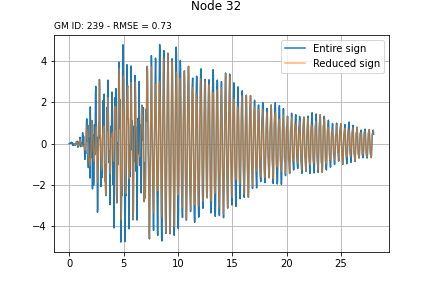 Node 32
GM ID: 239 - RMSE = 0.73
Entire sign
Reduced sign
4
2
0
−2
−4
0 5 10 15 20 25